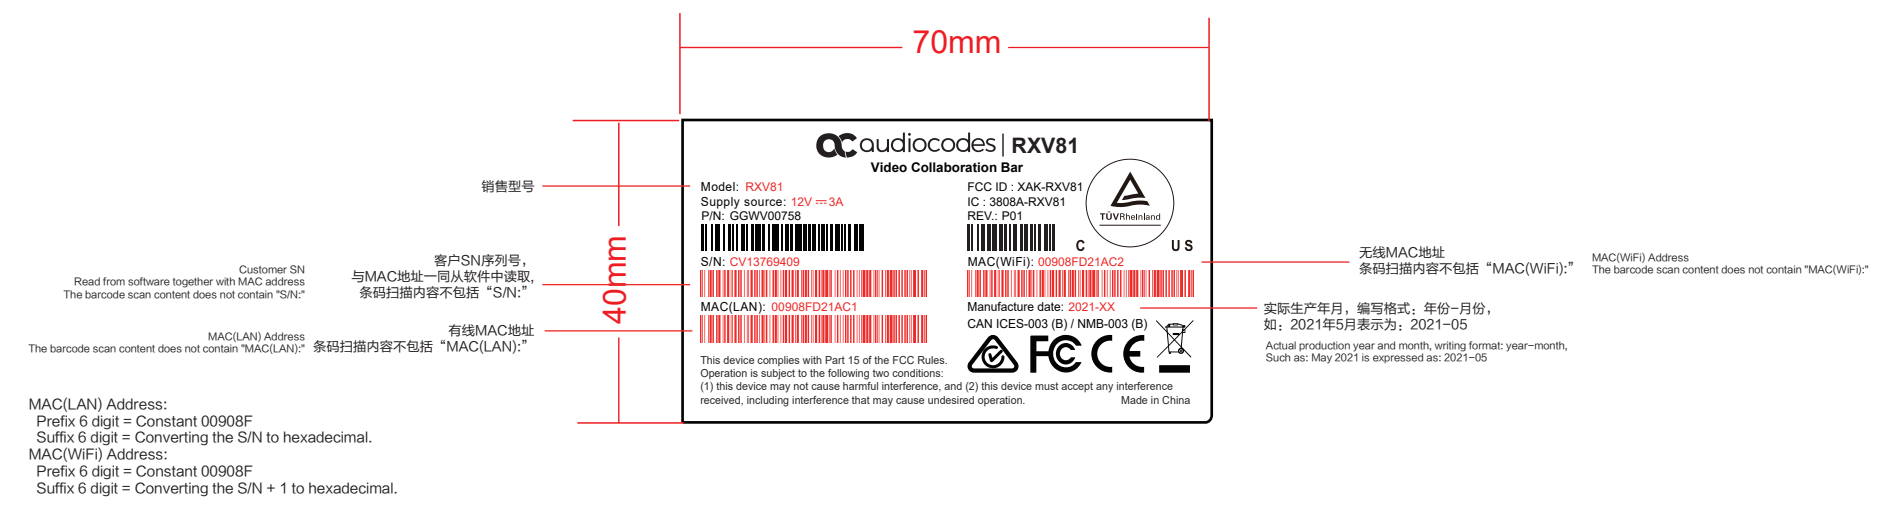 70mm
40mm
audiocodes | RXV81
Video Collaboration Bar
Model: RXV81
Supply source: 12V ⎓ 3A
P/N: GGWV00758
S/N: CV13769409
MAC(LAN): 00908FD21AC1
FCC ID : XAK-RXV81
IC : 3808A-RXV81
REV.: P01
TÜVRheinland
C US
MAC(WiFi): 00908FD21AC2
Manufacture date: 2021-XX
CAN ICES-003 (B) / NMB-003 (B)
FC CE
This device complies with Part 15 of the FCC Rules.
Operation is subject to the following two conditions:
(1) this device may not cause harmful interference, and (2) this device must accept any interference
received, including interference that may cause undesired operation.
Made in China
销售型号
客户SN序列号，
与MAC地址一同从软件中读取,
条码扫描内容不包括“S/N:”
Customer SN
Read from software together with MAC address
The barcode scan content does not contain "S/N:"
有线MAC地址
条码扫描内容不包括“MAC(LAN):”
MAC(LAN) Address
The barcode scan content does not contain "MAC(LAN):"
MAC(LAN) Address:
Prefix 6 digit = Constant 00908F
Suffix 6 digit = Converting the S/N to hexadecimal.
MAC(WiFi) Address:
Prefix 6 digit = Constant 00908F
Suffix 6 digit = Converting the S/N + 1 to hexadecimal.
无线MAC地址
条码扫描内容不包括“MAC(WiFi):”
MAC(WiFi) Address
The barcode scan content does not contain "MAC(WiFi):"
实际生产年月，编写格式：年份-月份，
如：2021年5月表示为：2021-05
Actual production year and month, writing format: year-month,
Such as: May 2021 is expressed as: 2021-05